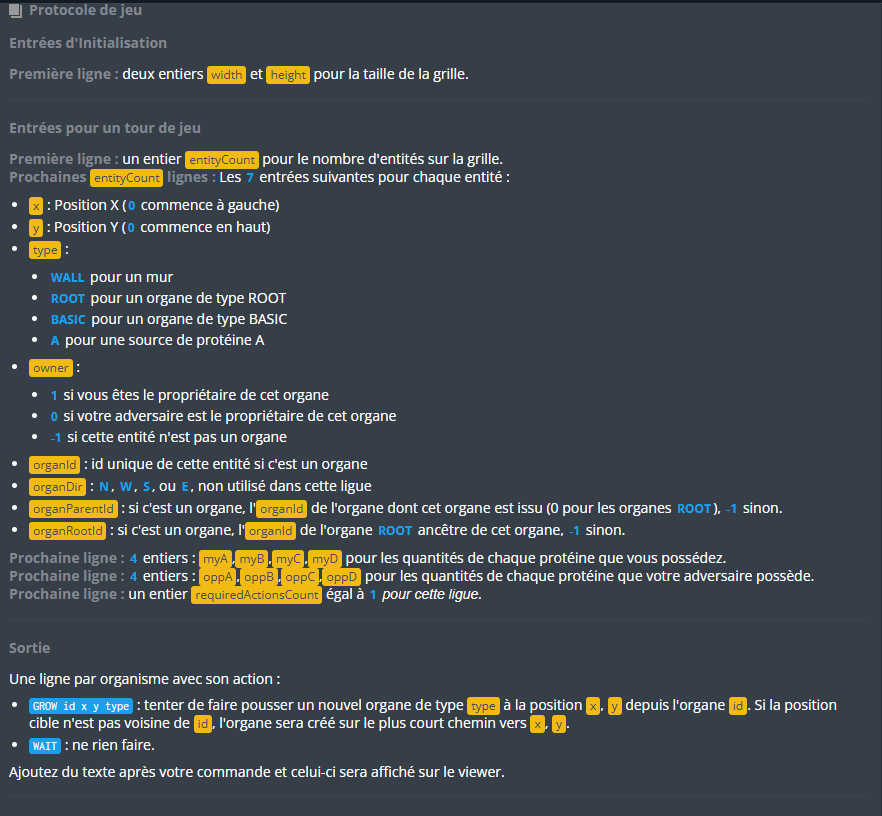 Protocole de jeu
Entrées d'Initialisation
Première ligne : deux entiers width et height pour la taille de la grille.
Entrées pour un tour de jeu
Première ligne : un entier entityCount pour le nombre d'entités sur la grille.
Prochaines entityCount lignes : Les 7 entrées suivantes pour chaque entité :
x : Position X (0 commence à gauche)
y : Position Y (0 commence en haut)
type :
WALL pour un mur
ROOT pour un organe de type ROOT
BASIC pour un organe de type BASIC
A pour une source de protéine A
owner :
1 si vous êtes le propriétaire de cet organe
0 si votre adversaire est le propriétaire de cet organe
-1 si cette entité n'est pas un organe
organId : id unique de cette entité si c'est un organe
organDir : N, W, S, ou E, non utilisé dans cette ligue
organParentId : si c'est un organe, l'organId de l'organe dont cet organe est issu (0 pour les organes ROOT), -1 sinon.
organRootId : si c'est un organe, l'organId de l'organe ROOT ancêtre de cet organe, -1 sinon.
Prochaine ligne : 4 entiers : myA,myB,myC,myD pour les quantités de chaque protéine que vous possédez.
Prochaine ligne : 4 entiers : oppA,oppB,oppC,oppD pour les quantités de chaque protéine que votre adversaire possède.
Prochaine ligne : un entier requiredActionsCount égal à 1 pour cette ligue.
Sortie
Une ligne par organisme avec son action :
GROW id x y type : tenter de faire pousser un nouvel organe de type type à la position x, y depuis l'organe id. Si la position
cible n'est pas voisine de id, l'organe sera créé sur le plus court chemin vers x, y.
WAIT : ne rien faire.
Ajoutez du texte après votre commande et celui-ci sera affiché sur le viewer.